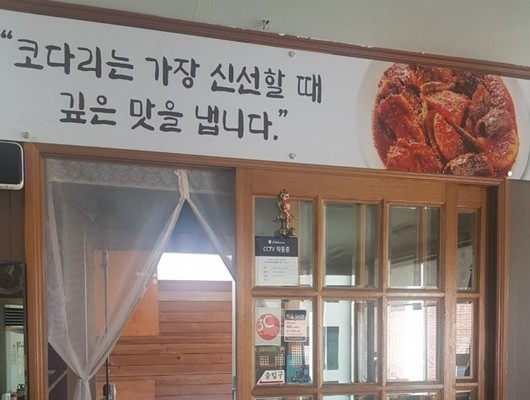 “코다리는 가장 신선할 때
깊은 맛을 냅니다.”
CCTV 작동중
출입구